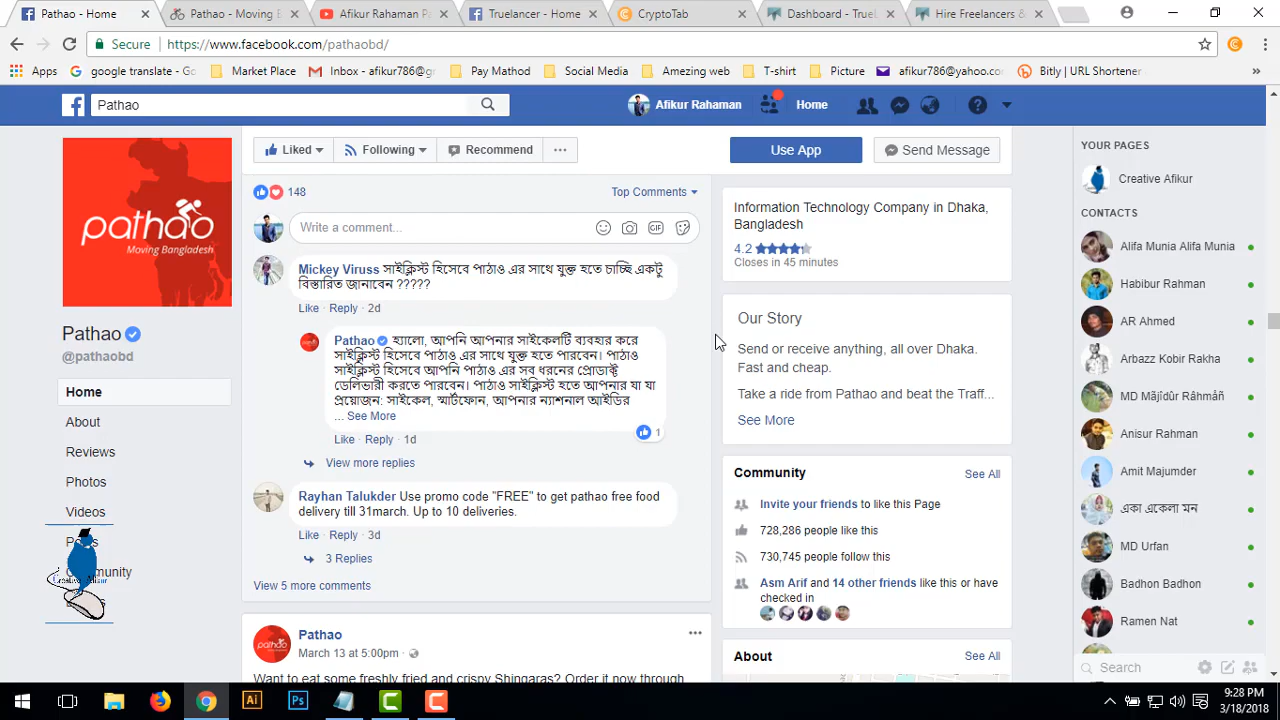 Pathao - Home
Pathao - Moving B
Afikur Rahaman Pa
Truelancer - Home
CryptoTab
Dashboard - TrueL
Hire Freelancers &
Secure
https://www.facebook.com/pathaobd/
Apps
google translate - Go
Market Place
Inbox - afikur786@gr
Pay Mathod
Social Media
Amezing web
T-shirt
Picture
afikur786@yahoo.co
Bitly | URL Shortener
Pathao
Afikur Rahaman
Home
Liked
Following
Recommend
Use App
Send Message
pathao
Moving Bangladesh
Pathao
@pathaobd
Home
About
Reviews
Photos
Videos
148
Top Comments
Write a comment...
Mickey Viruss সাইক্লিস্ট হিসেবে পাঠাও এর সাথে যুক্ত হতে চাচ্ছি একটু
বিস্তারিত জানাবেন ?????
Like Reply 2d
Pathao হ্যালো, আপনি আপনার সাইকেলটি ব্যবহার করে
সাইক্লিস্ট হিসেবে পাঠাও এর সাথে যুক্ত হতে পারবেন। পাঠাও
সাইক্লিস্ট হিসেবে আপনি পাঠাও এর সব ধরনের প্রোডাক্ট
ডেলিভারী করতে পারবেন। পাঠাও সাইক্লিস্ট হতে আপনার যা যা
প্রয়োজন: সাইকেল, স্মার্টফোন, আপনার ন্যাশনাল আইডির
... See More
1
Like Reply 1d
View more replies
Rayhan Talukder Use promo code "FREE" to get pathao free food
delivery till 31march. Up to 10 deliveries.
Like Reply 3d
3 Replies
View 5 more comments
Pathao
March 13 at 5:00pm
Want to eat some freshly fried and crispy Shingaras? Order it now through
Information Technology Company in Dhaka,
Bangladesh
4.2
Closes in 45 minutes
Our Story
Send or receive anything, all over Dhaka.
Fast and cheap.
Take a ride from Pathao and beat the Traff...
See More
Community
See All
Invite your friends to like this Page
728,286 people like this
730,745 people follow this
Asm Arif and 14 other friends like this or have
checked in
About
See All
YOUR PAGES
Creative Afikur
CONTACTS
Alifa Munia Alifa Munia
Habibur Rahman
AR Ahmed
Arbazz Kobir Rakha
MD Mãjîdûr Râhmåñ
Anisur Rahman
Amit Majumder
একা একেলা মন
MD Urfan
Badhon Badhon
Ramen Nat
Search
9:28 PM
3/18/2018